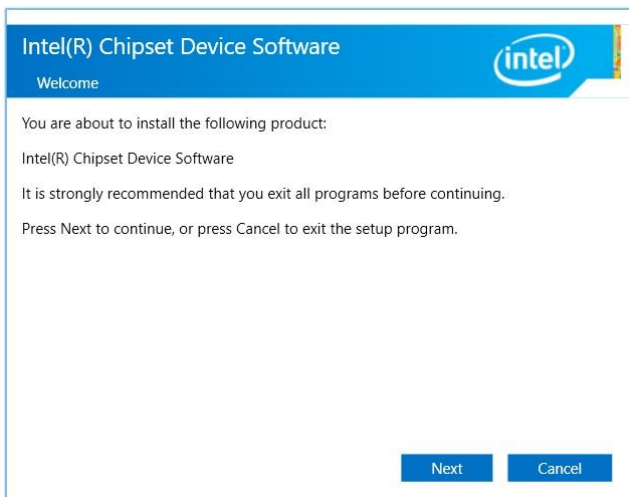 Intel(R) Chipset Device Software
intel
Welcome
You are about to install the following product:
Intel(R) Chipset Device Software
It is strongly recommended that you exit all programs before continuing.
Press Next to continue, or press Cancel to exit the setup program.
Next Cancel